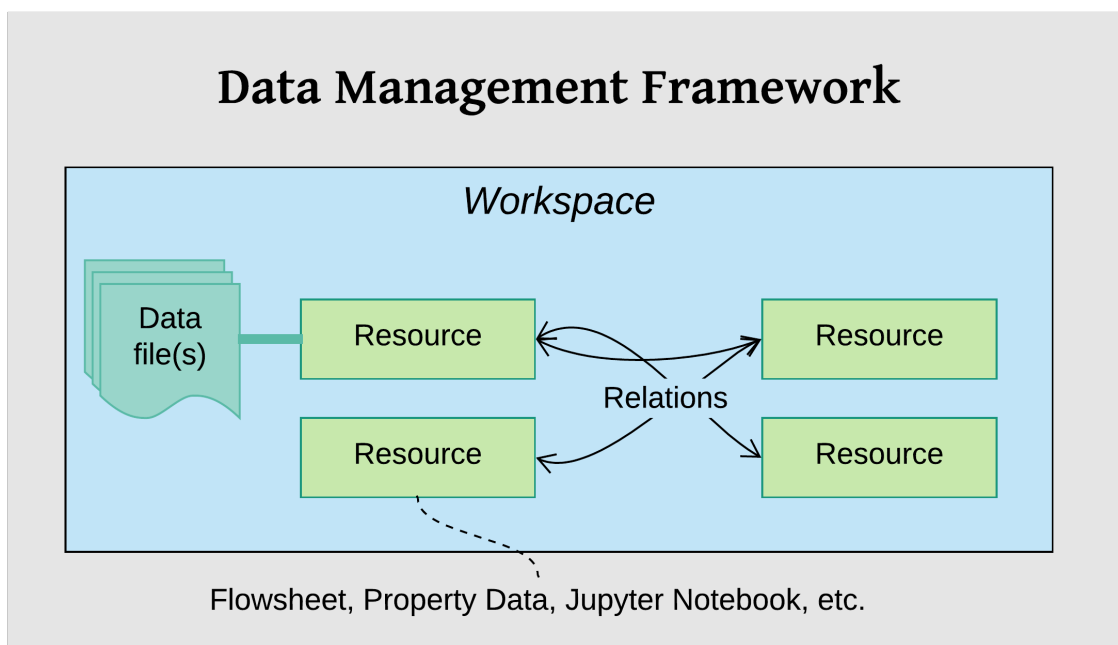 Data Management Framework
Workspace
Data
file(s)
Resource
Resource
Relations
Resource
Resource
Flowsheet, Property Data, Jupyter Notebook, etc.